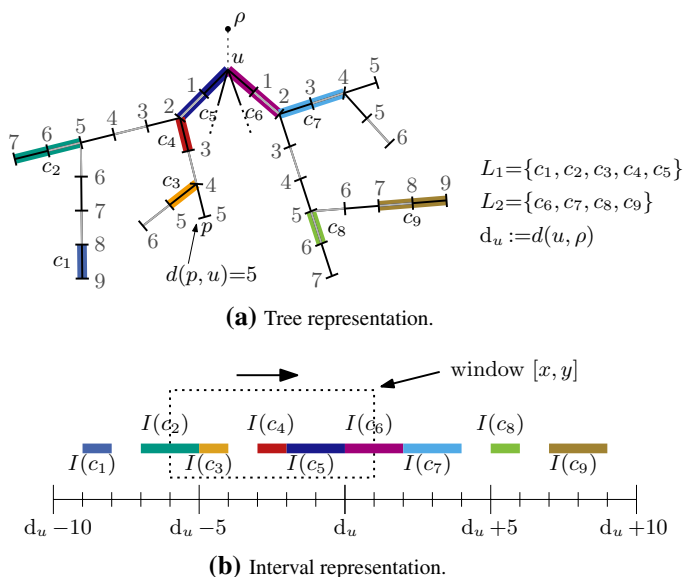 ρ
u
1 1
2 c₅ c₆ 2 3 4 5
7 6 5 4 3 c₇ 5
c₂ c₄ 3 3 6
6 c₃ 4 4
7 6 5 p 5 5 6 7 8 9
8 c₈ 6 c₉
c₁ 9 d(p, u)=5 7
L₁={c₁, c₂, c₃, c₄, c₅}
L₂={c₆, c₇, c₈, c₉}
dᵤ :=d(u, ρ)
(a) Tree representation.
window [x, y]
I(c₂) I(c₄) I(c₆) I(c₈)
I(c₁) I(c₃) I(c₅) I(c₇) I(c₉)
dᵤ −10 dᵤ −5 dᵤ dᵤ +5 dᵤ +10
(b) Interval representation.